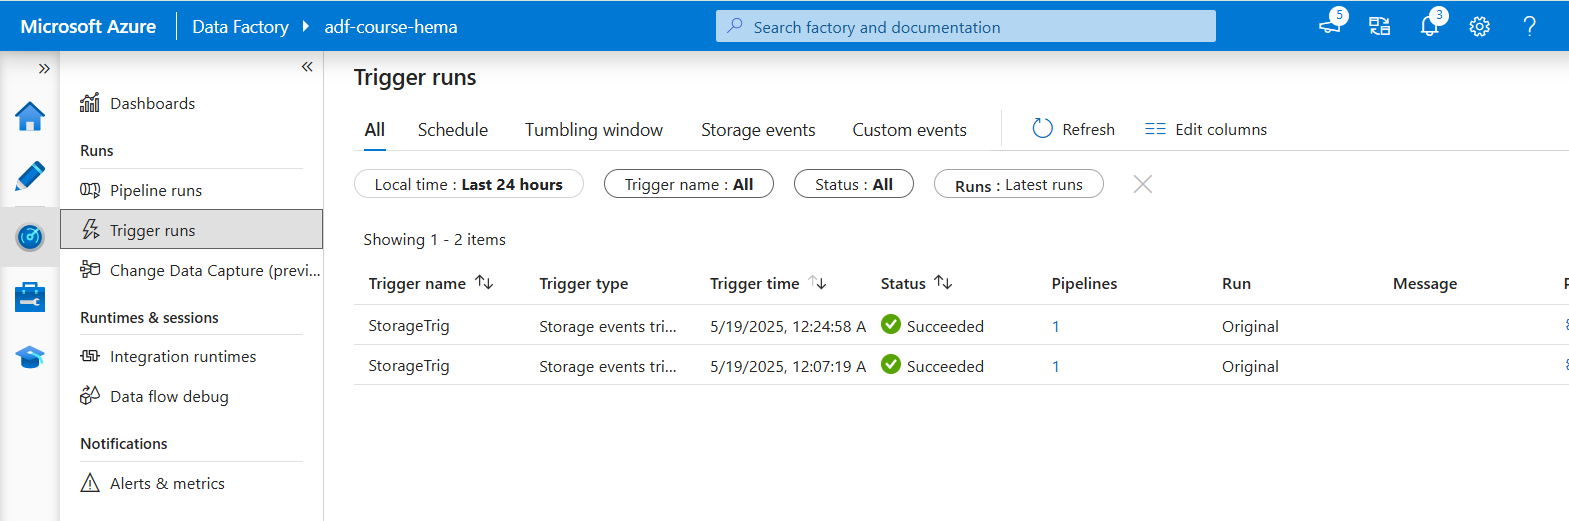 Microsoft Azure Data Factory adf-course-hema Search factory and documentation 5 3
Dashboards
Runs
Pipeline runs
Trigger runs
Change Data Capture (previ...
Runtimes & sessions
Integration runtimes
Data flow debug
Notifications
Alerts & metrics
Trigger runs
All Schedule Tumbling window Storage events Custom events Refresh Edit columns
Local time : Last 24 hours Trigger name : All Status : All Runs : Latest runs
Showing 1 - 2 items
Trigger name Trigger type Trigger time Status Pipelines Run Message
StorageTrig Storage events tri... 5/19/2025, 12:24:58 A Succeeded 1 Original
StorageTrig Storage events tri... 5/19/2025, 12:07:19 A Succeeded 1 Original